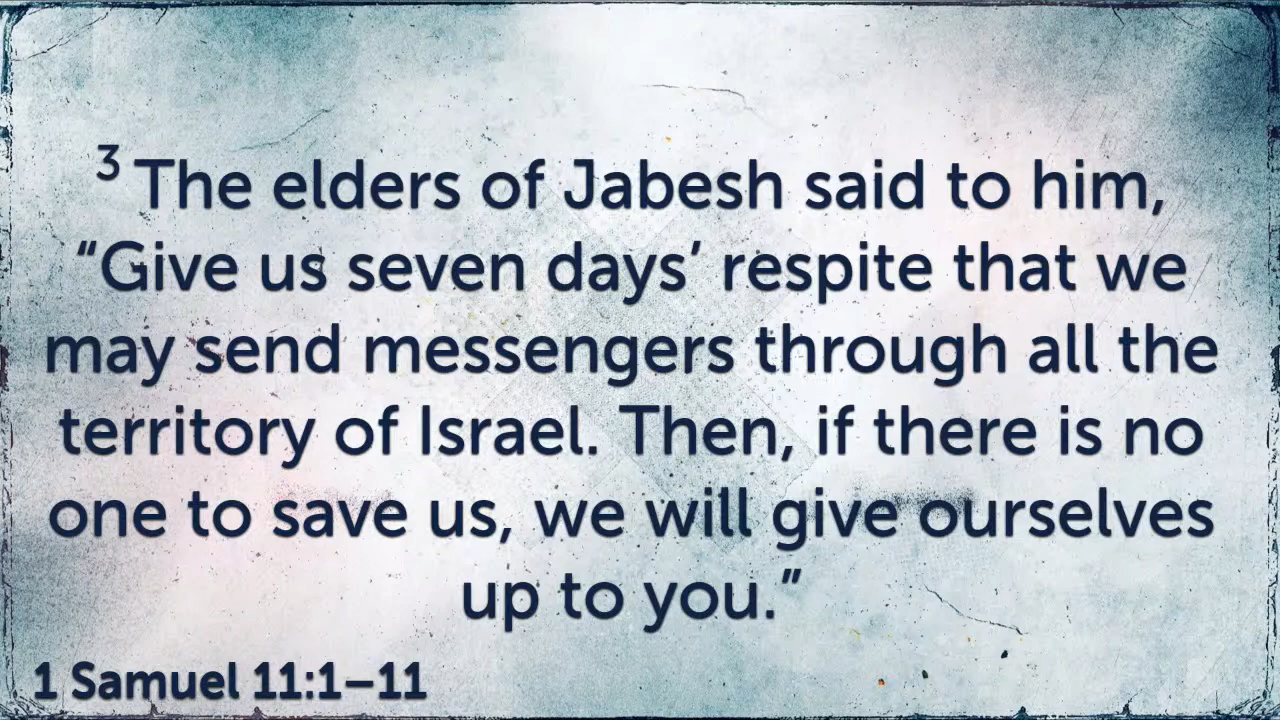 3 The elders of Jabesh said to him,
“Give us seven days’ respite that we
may send messengers through all the
territory of Israel. Then, if there is no
one to save us, we will give ourselves
up to you.”
1 Samuel 11:1–11